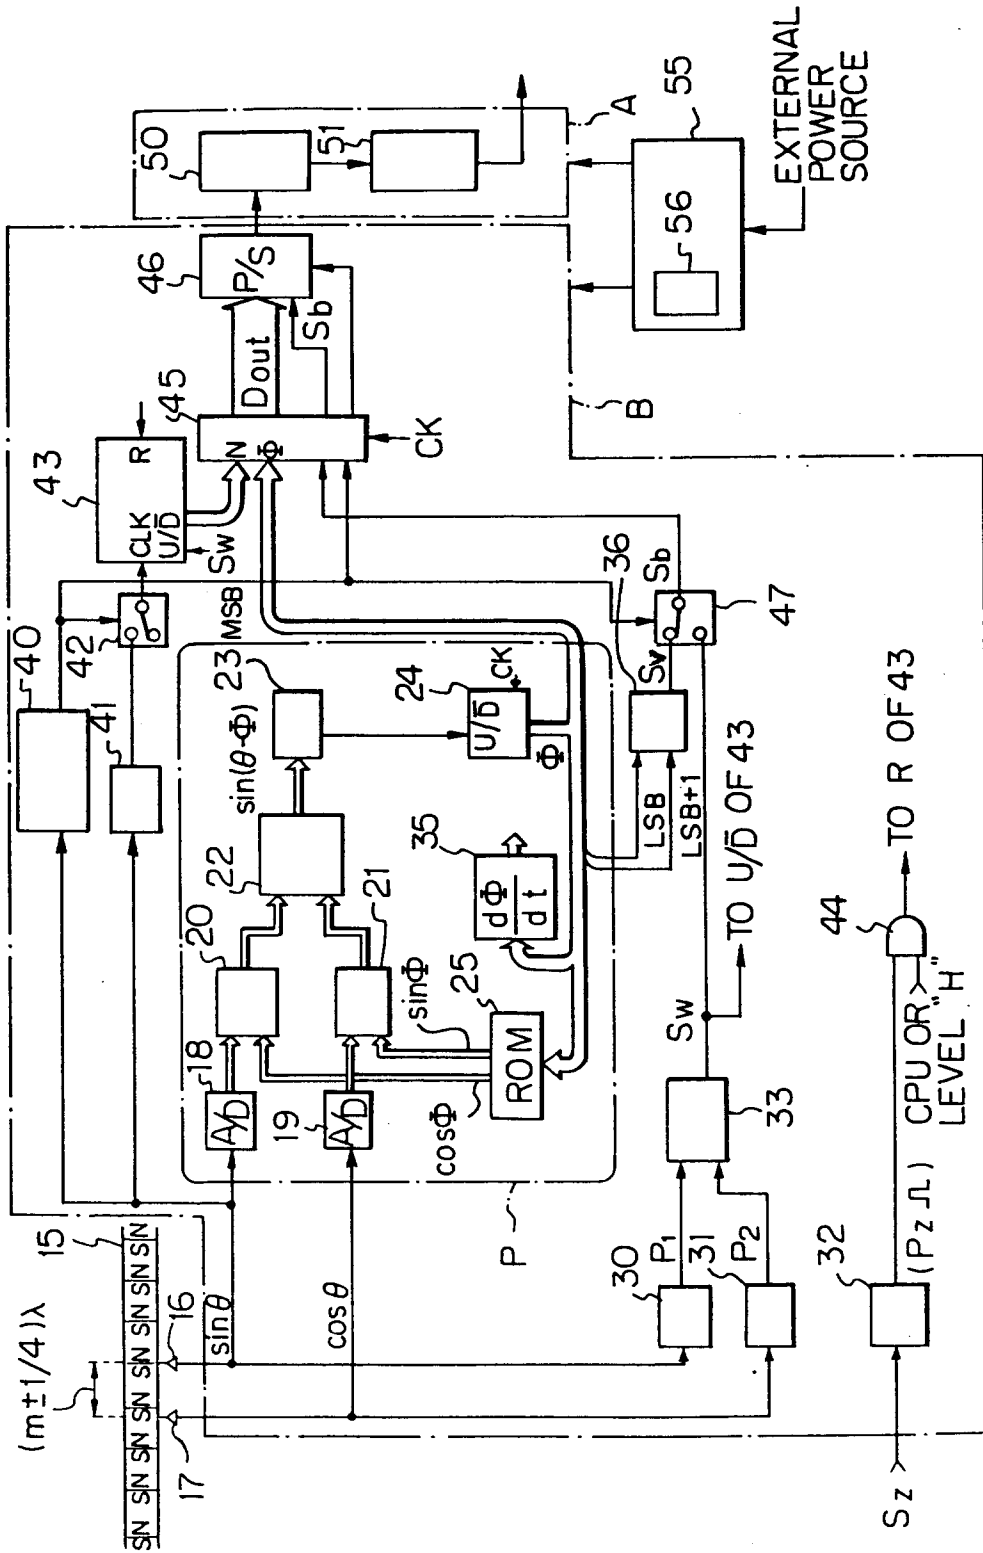 (m±1/4)λ
15
SN SN SN SN SN SN SN SN
17
16
sinθ
cosθ
40
41
42
43
CLK
U/D̅
R
Sw
MSB
45
N
Φ
CK
Dout
46
P/S
Sb
50
51
A
B
55
56
EXTERNAL
POWER
SOURCE
18
A/D
19
A/D
20
21
22
sin(θ-Φ)
23
24
U/D̅
CK
Φ
25
ROM
sinΦ
cosΦ
35
dΦ
dt
P
36
LSB
LSB+1
Sv
Sb
47
30
P1
31
P2
33
Sw
TO U/D̅ OF 43
Sz
32
(Pz ⎍)
CPU OR
LEVEL "H"
44
TO R OF 43